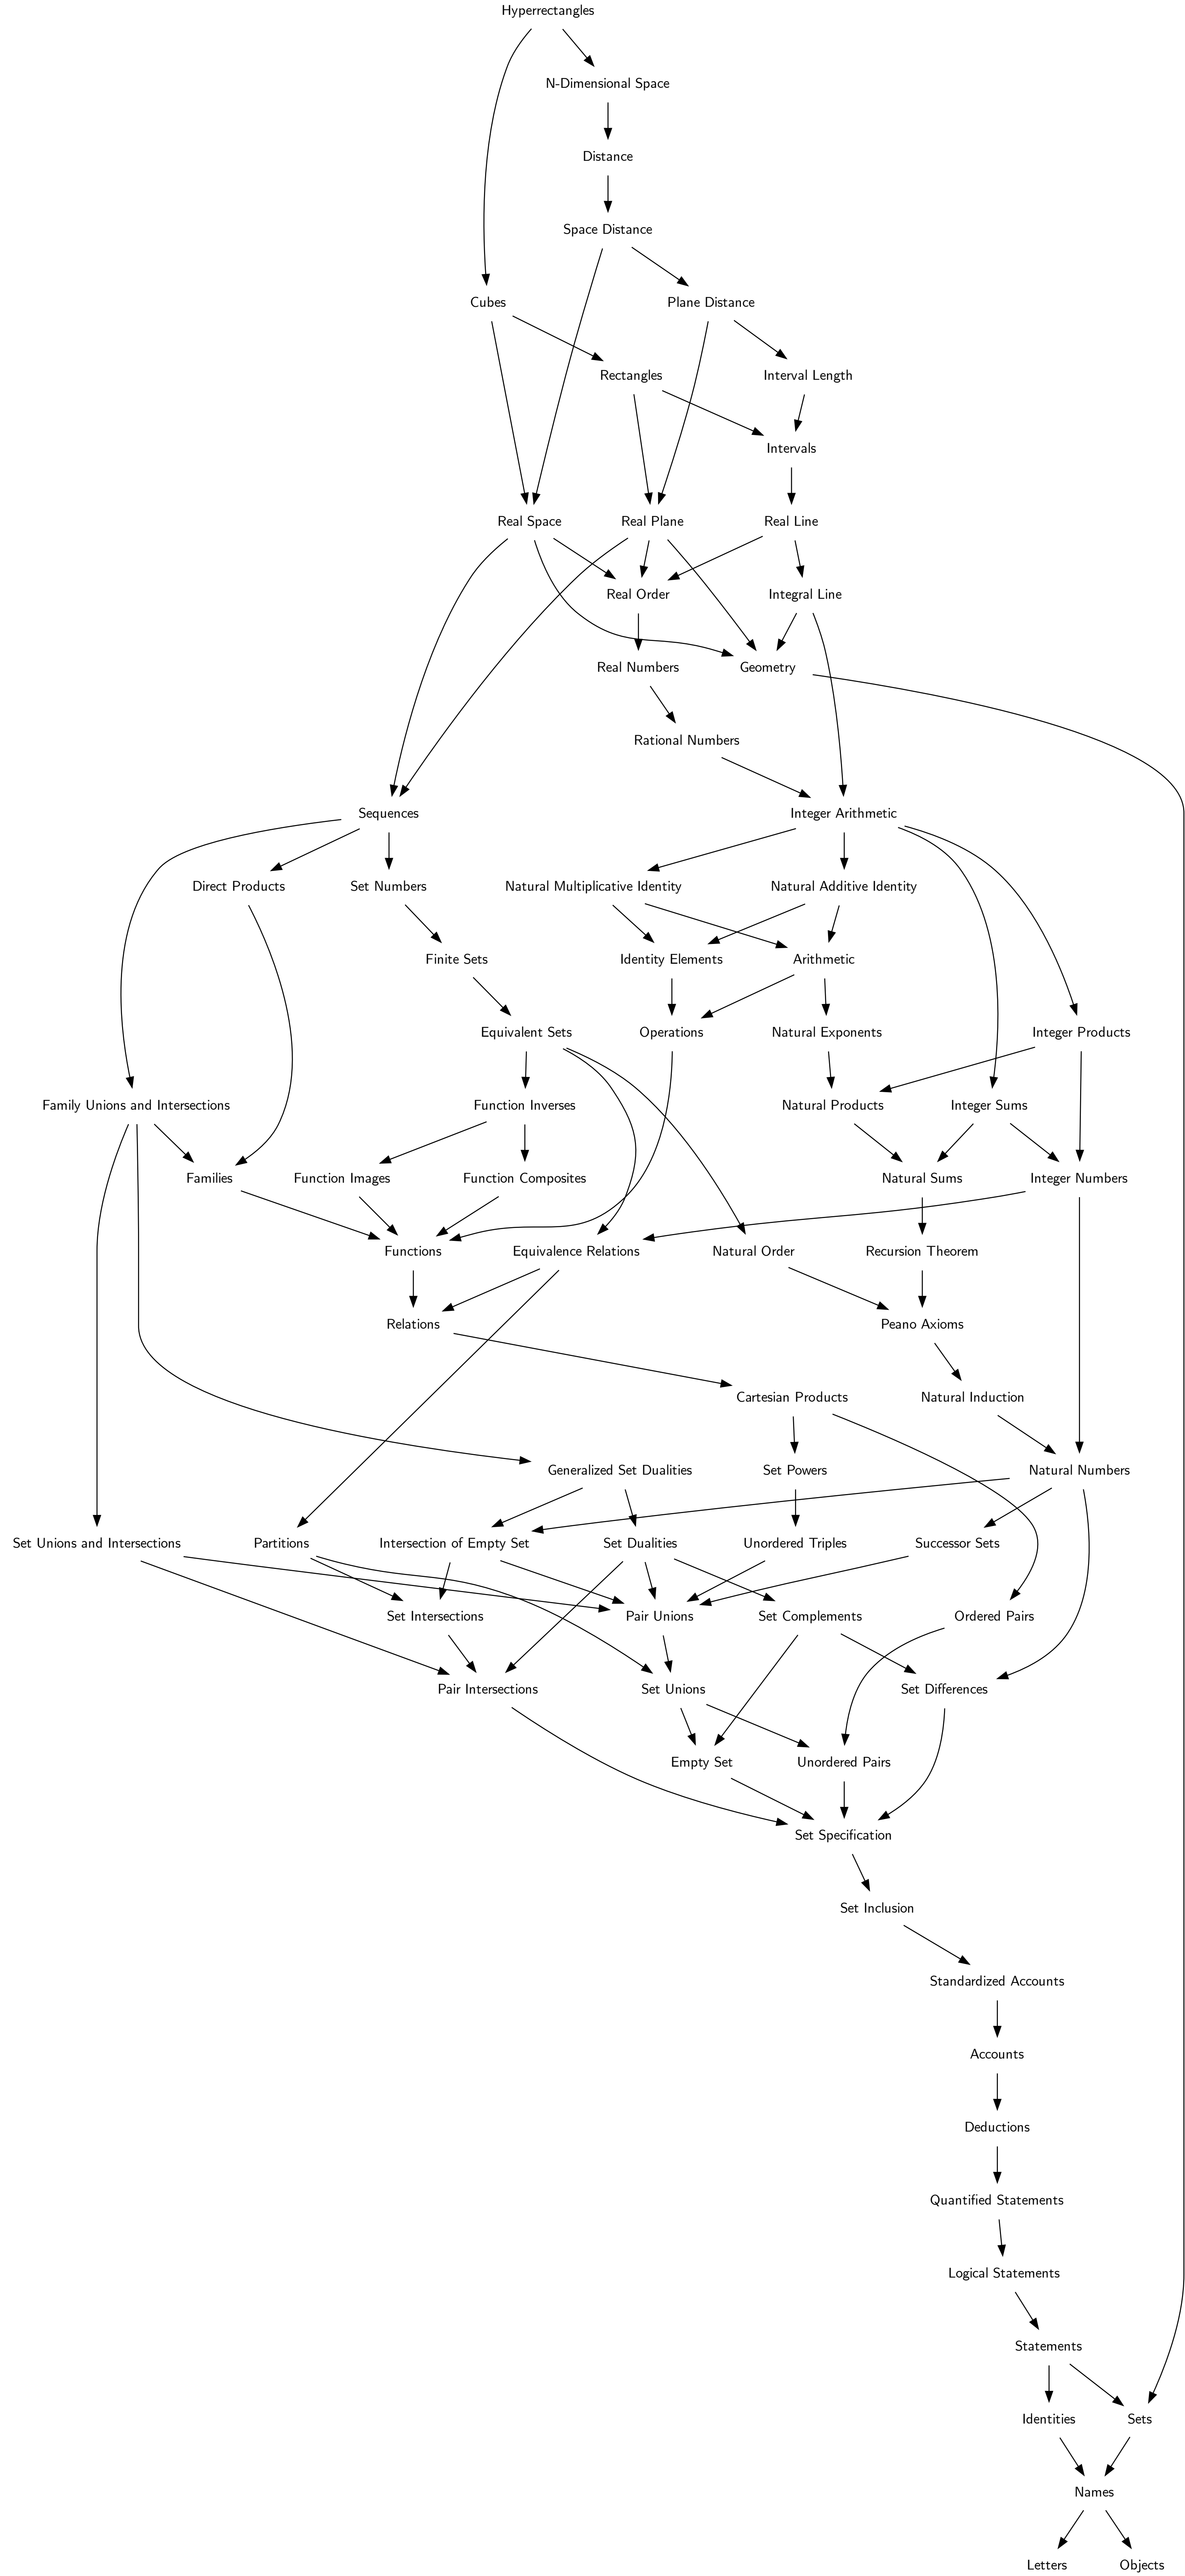 Hyperrectangles
N-Dimensional Space
Distance
Space Distance
Cubes
Plane Distance
Rectangles
Interval Length
Intervals
Real Space
Real Plane
Real Line
Real Order
Integral Line
Real Numbers
Geometry
Rational Numbers
Sequences
Integer Arithmetic
Direct Products
Set Numbers
Natural Multiplicative Identity
Natural Additive Identity
Finite Sets
Identity Elements
Arithmetic
Equivalent Sets
Operations
Natural Exponents
Integer Products
Family Unions and Intersections
Function Inverses
Natural Products
Integer Sums
Families
Function Images
Function Composites
Natural Sums
Integer Numbers
Functions
Equivalence Relations
Natural Order
Recursion Theorem
Relations
Peano Axioms
Cartesian Products
Natural Induction
Generalized Set Dualities
Set Powers
Natural Numbers
Set Unions and Intersections
Partitions
Intersection of Empty Set
Set Dualities
Unordered Triples
Successor Sets
Set Intersections
Pair Unions
Set Complements
Ordered Pairs
Pair Intersections
Set Unions
Set Differences
Empty Set
Unordered Pairs
Set Specification
Set Inclusion
Standardized Accounts
Accounts
Deductions
Quantified Statements
Logical Statements
Statements
Identities
Sets
Names
Letters
Objects